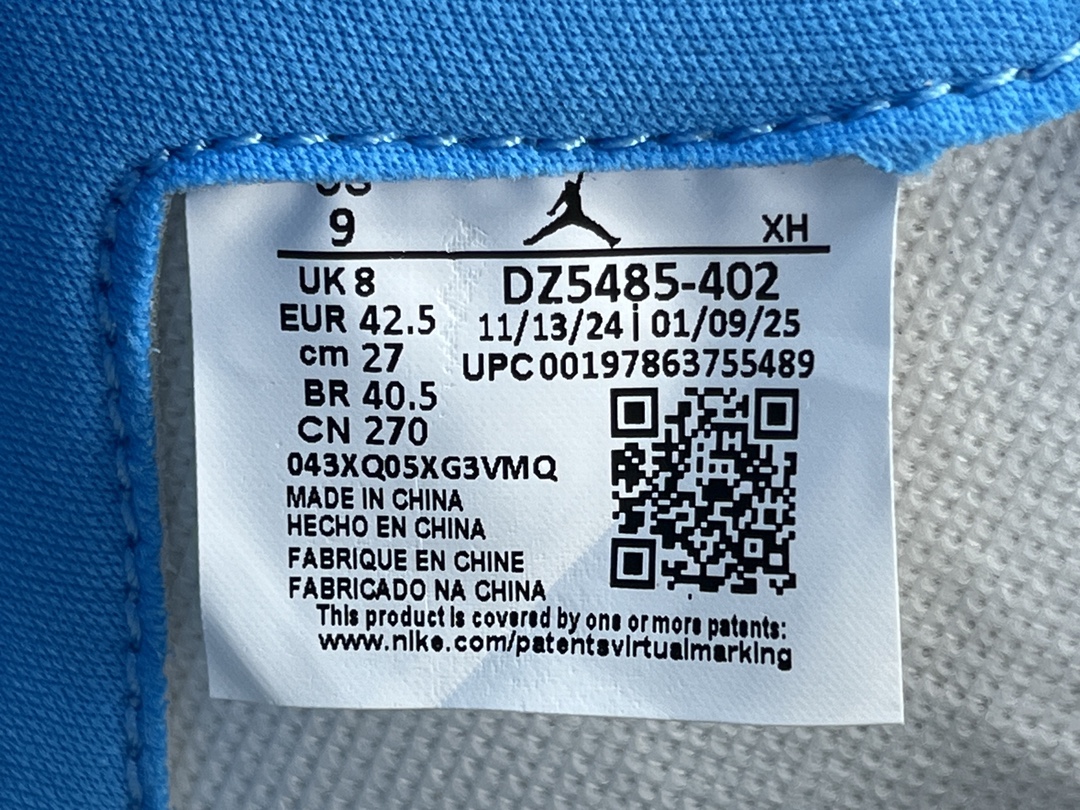 US
9 XH
UK 8 DZ5485-402
EUR 42.5 11/13/24 | 01/09/25
cm 27 UPC 00197863755489
BR 40.5
CN 270
043XQ05XG3VMQ
MADE IN CHINA
HECHO EN CHINA
FABRIQUE EN CHINE
FABRICADO NA CHINA
This product is covered by one or more patents:
www.nike.com/patentsvirtualmarking